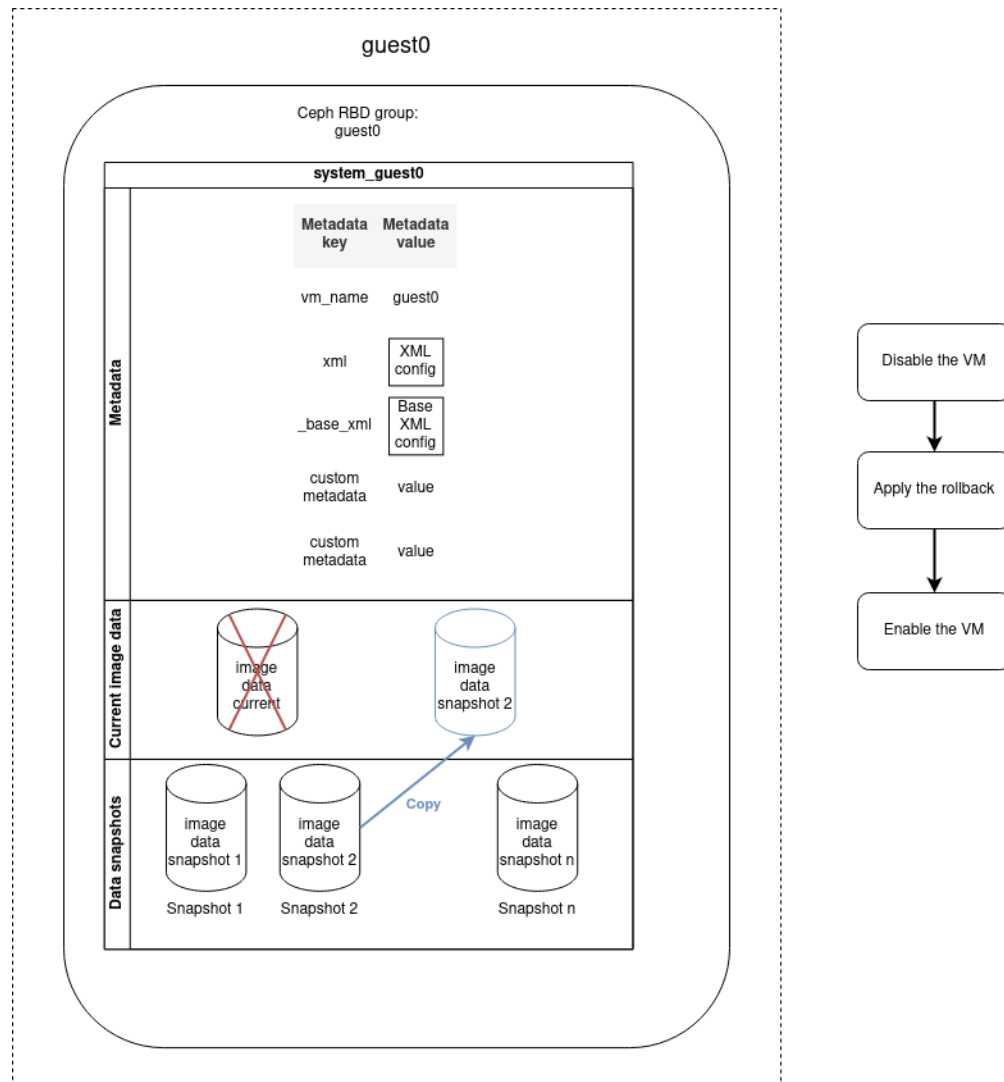 guest0
Ceph RBD group:
guest0
system_guest0
Metadata
Metadata
key
Metadata
value
vm_name
guest0
xml
XML
config
_base_xml
Base
XML
config
custom
metadata
value
custom
metadata
value
Current image data
image
data
current
image
data
snapshot 2
Copy
Data snapshots
image
data
snapshot 1
image
data
snapshot 2
image
data
snapshot n
Snapshot 1
Snapshot 2
Snapshot n
Disable the VM
Apply the rollback
Enable the VM